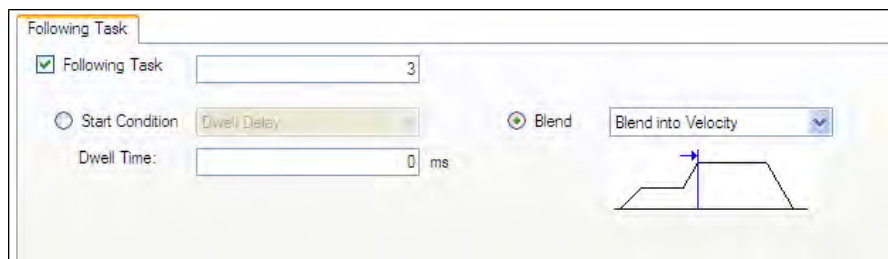 Following Task
Following Task 3
Start Condition Dwell Delay Blend Blend into Velocity
Dwell Time: 0 ms